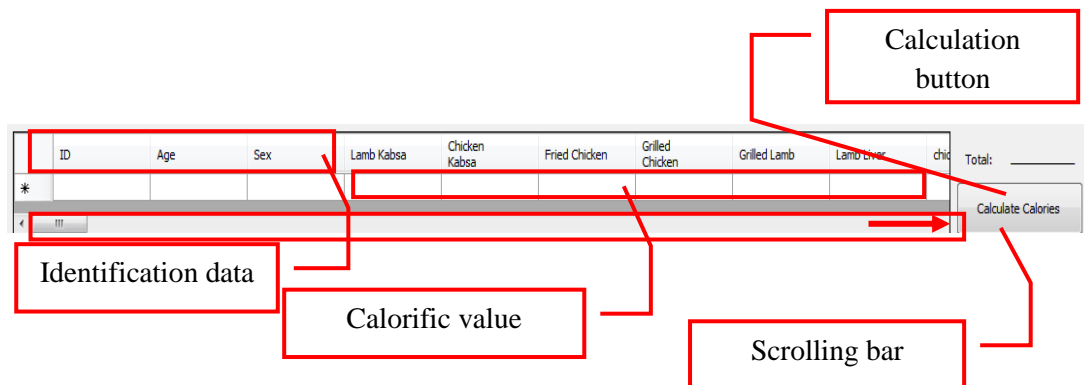 Calculation
button
ID
Age
Sex
Lamb Kabsa
Chicken
Kabsa
Fried Chicken
Grilled
Chicken
Grilled Lamb
Lamb Liver
chic
Total:
Calculate Calories
Identification data
Calorific value
Scrolling bar